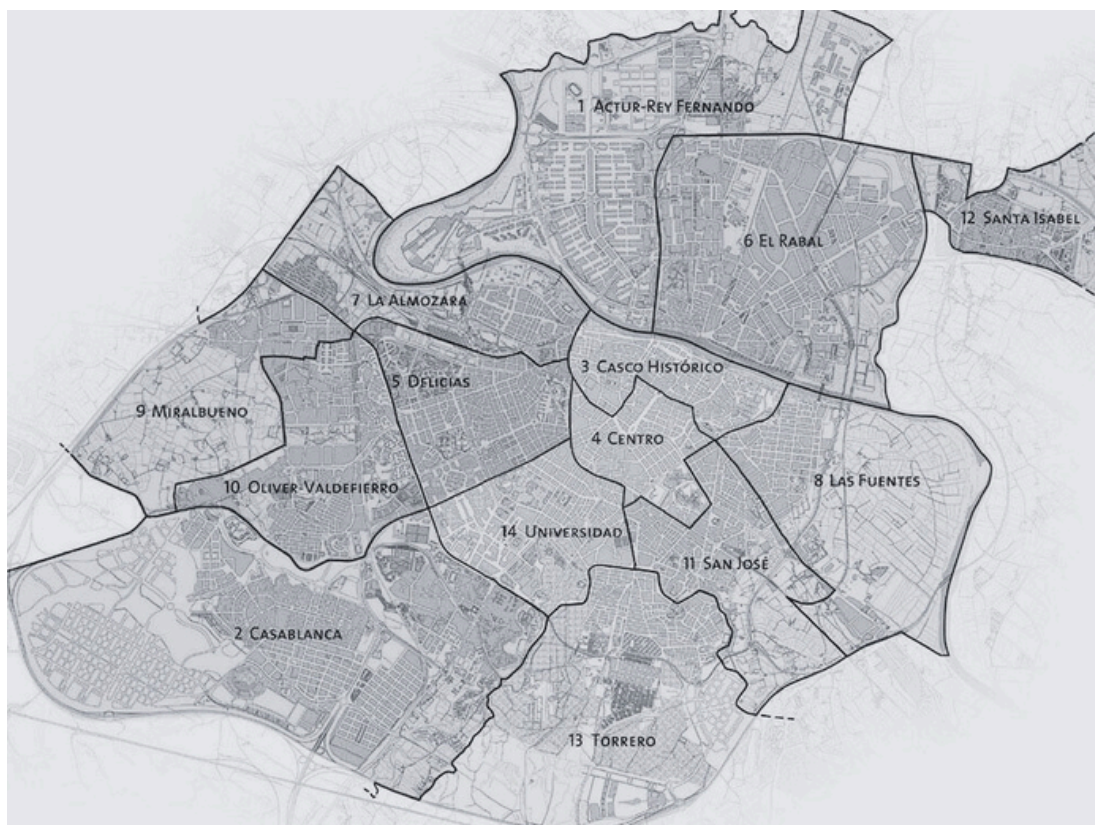 1 ACTUR-REY FERNANDO
12 SANTA ISABEL
6 EL RABAL
7 LA ALMOZARA
3 CASCO HISTÓRICO
5 DELICIAS
9 MIRALBUENO
4 CENTRO
8 LAS FUENTES
10 OLIVER-VALDEFIERRO
14 UNIVERSIDAD
11 SAN JOSÉ
2 CASABLANCA
13 TORRERO